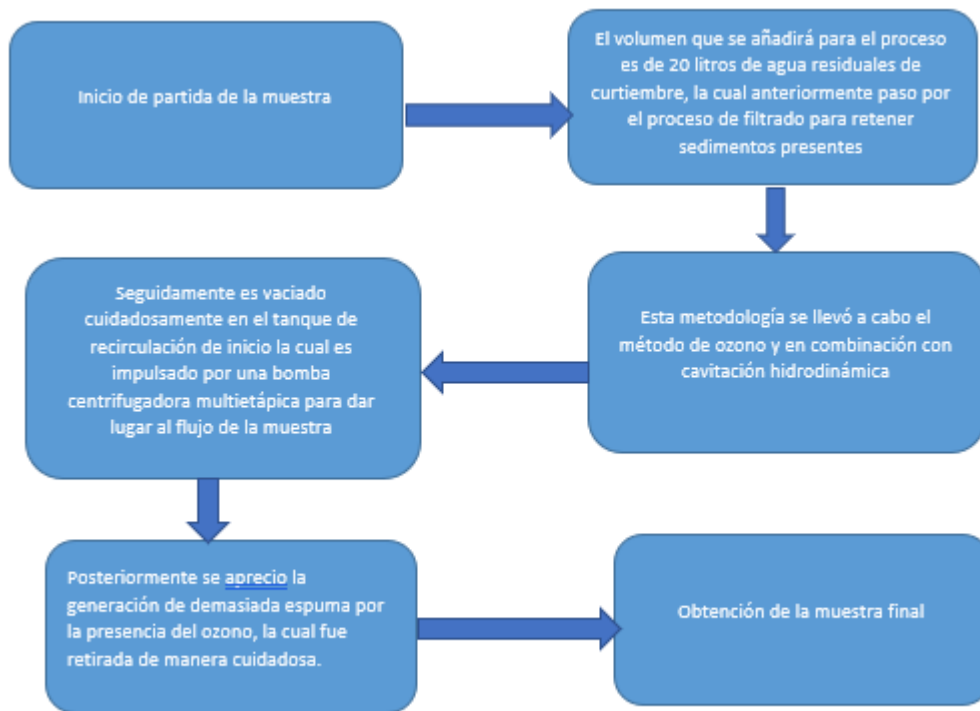 Inicio de partida de la muestra
El volumen que se añadirá para el proceso
es de 20 litros de agua residuales de
curtiembre, la cual anteriormente paso por
el proceso de filtrado para retener
sedimentos presentes
Esta metodología se llevó a cabo el
método de ozono y en combinación con
cavitación hidrodinámica
Seguidamente es vaciado
cuidadosamente en el tanque de
recirculación de inicio la cual es
impulsado por una bomba
centrifugadora multietápica para dar
lugar al flujo de la muestra
Posteriormente se aprecio la
generación de demasiada espuma por
la presencia del ozono, la cual fue
retirada de manera cuidadosa.
Obtención de la muestra final